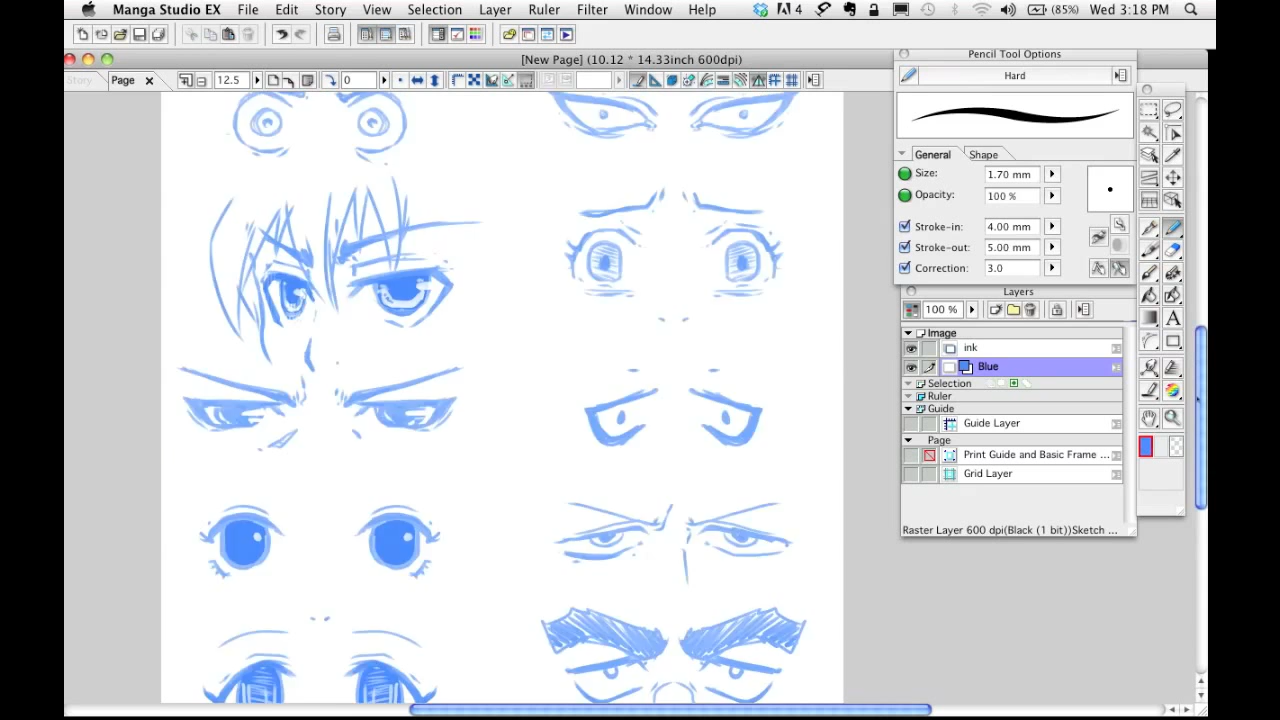 Manga Studio EX File Edit Story View Selection Layer Ruler Filter Window Help 4 (85%) Wed 3:18 PM
[New Page] (10.12 * 14.33inch 600dpi)
Story Page 12.5 0
Pencil Tool Options
Hard
General Shape
Size: 1.70 mm
Opacity: 100 %
Stroke-in: 4.00 mm
Stroke-out: 5.00 mm
Correction: 3.0
Layers
100 %
Image
ink
Blue
Selection
Ruler
Guide
Guide Layer
Page
Print Guide and Basic Frame ...
Grid Layer
Raster Layer 600 dpi(Black (1 bit))Sketch ...
A